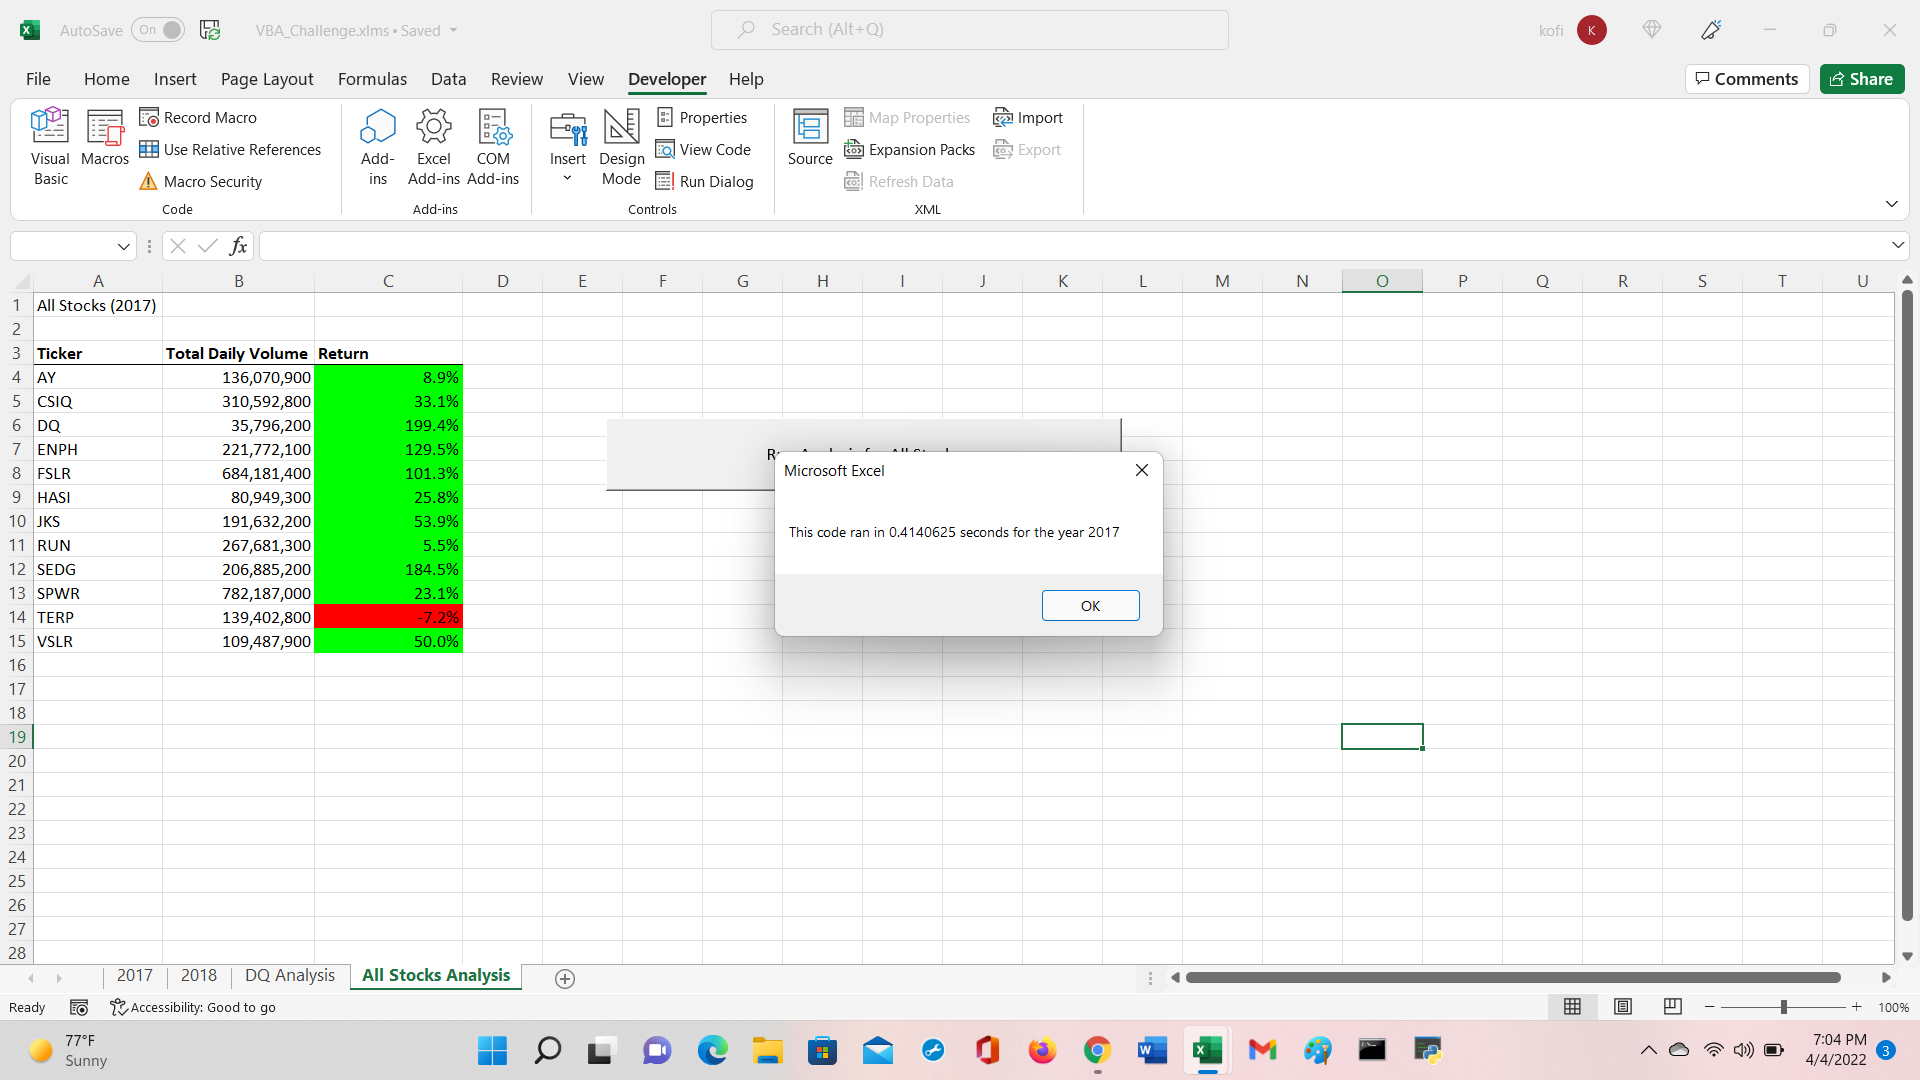 AutoSave On VBA_Challenge.xlms • Saved Search (Alt+Q) kofi K
File Home Insert Page Layout Formulas Data Review View Developer Help Comments Share
Visual Basic
Macros
Record Macro
Use Relative References
Macro Security
Code
Add-ins
Excel Add-ins
COM Add-ins
Add-ins
Insert
Design Mode
Properties
View Code
Run Dialog
Controls
Source
Map Properties
Expansion Packs
Refresh Data
Import
Export
XML
fx
A B C D E F G H I J K L M N O P Q R S T U
1 All Stocks (2017)
2
3 Ticker Total Daily Volume Return
4 AY 136,070,900 8.9%
5 CSIQ 310,592,800 33.1%
6 DQ 35,796,200 199.4%
7 ENPH 221,772,100 129.5%
8 FSLR 684,181,400 101.3%
9 HASI 80,949,300 25.8%
10 JKS 191,632,200 53.9%
11 RUN 267,681,300 5.5%
12 SEDG 206,885,200 184.5%
13 SPWR 782,187,000 23.1%
14 TERP 139,402,800 -7.2%
15 VSLR 109,487,900 50.0%
16
17
18
19
20
21
22
23
24
25
26
27
28
Microsoft Excel
This code ran in 0.4140625 seconds for the year 2017
OK
2017 2018 DQ Analysis All Stocks Analysis
Ready Accessibility: Good to go 100%
77°F
Sunny
7:04 PM
4/4/2022
3